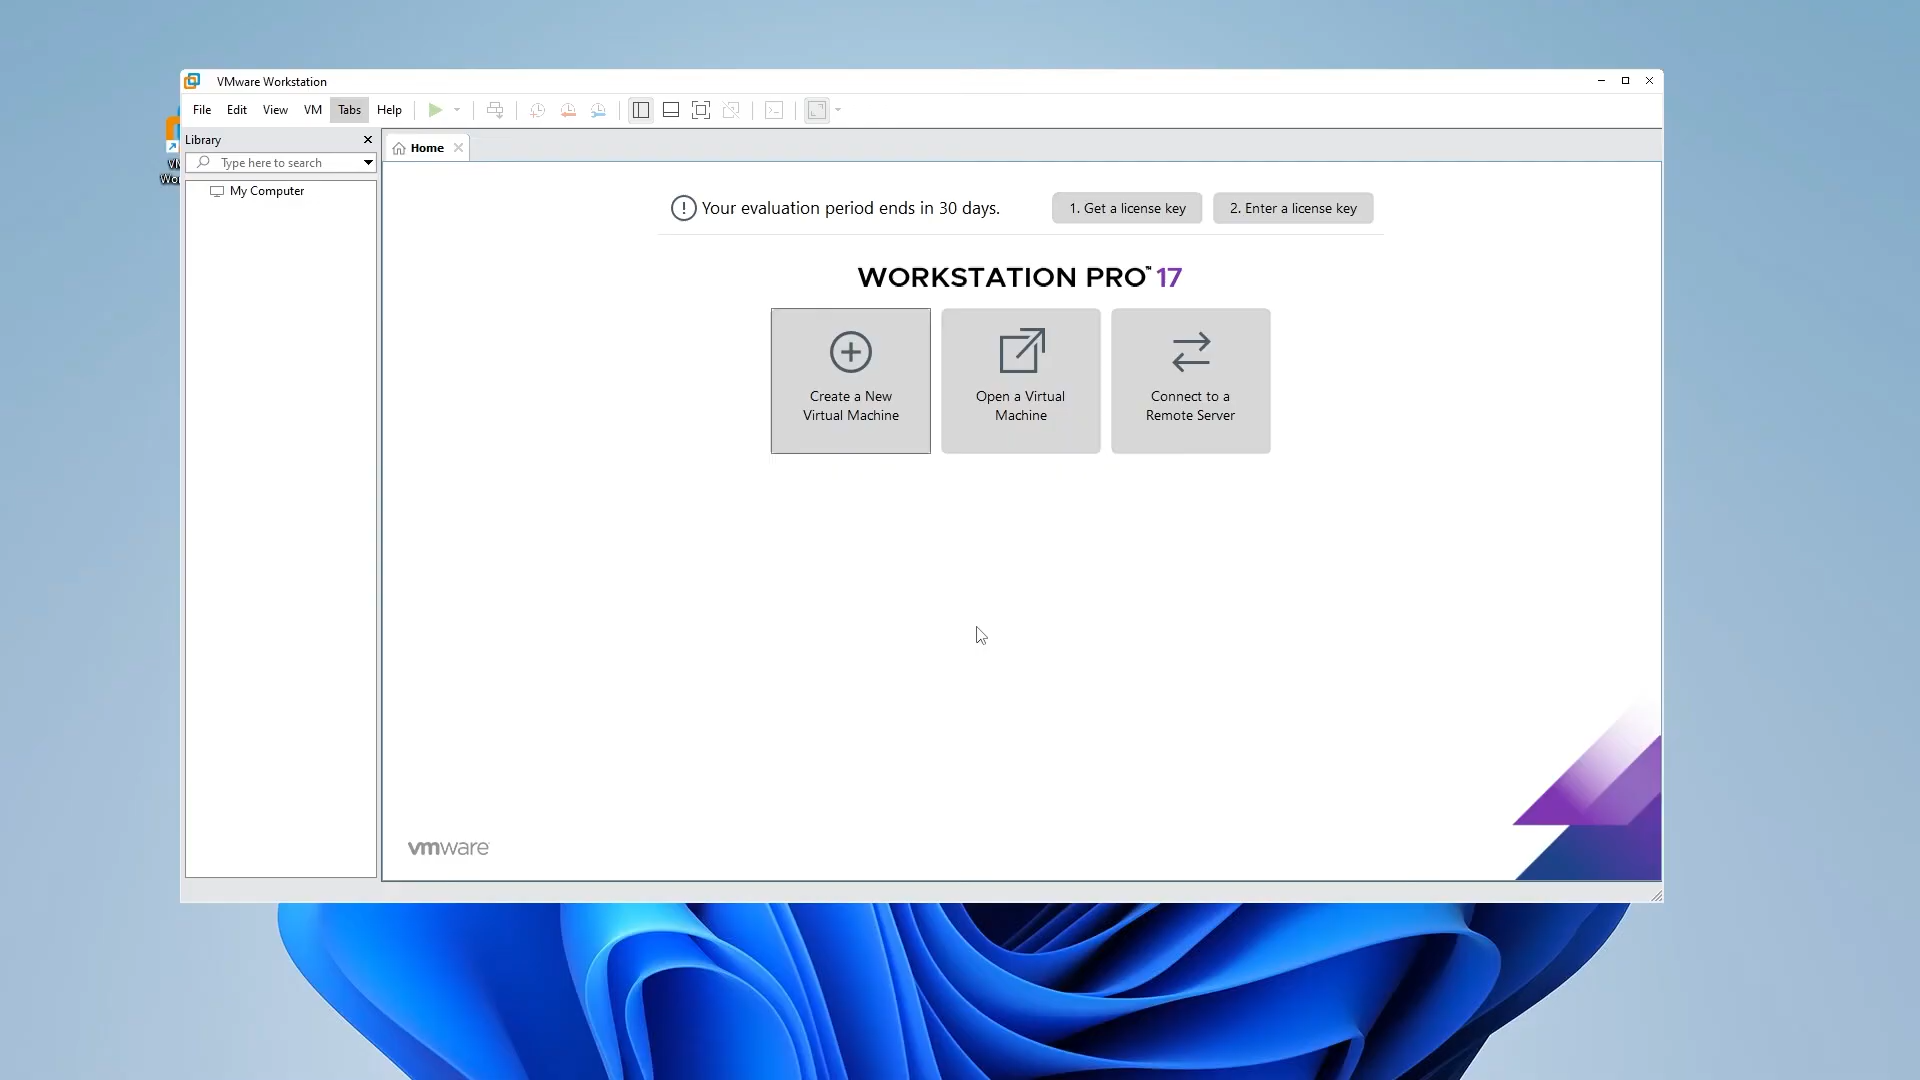 VMware Workstation
File Edit View VM Tabs Help
Library
Type here to search
My Computer
Home
Your evaluation period ends in 30 days.
1. Get a license key
2. Enter a license key
WORKSTATION PRO™ 17
Create a New
Virtual Machine
Open a Virtual
Machine
Connect to a
Remote Server
vmware